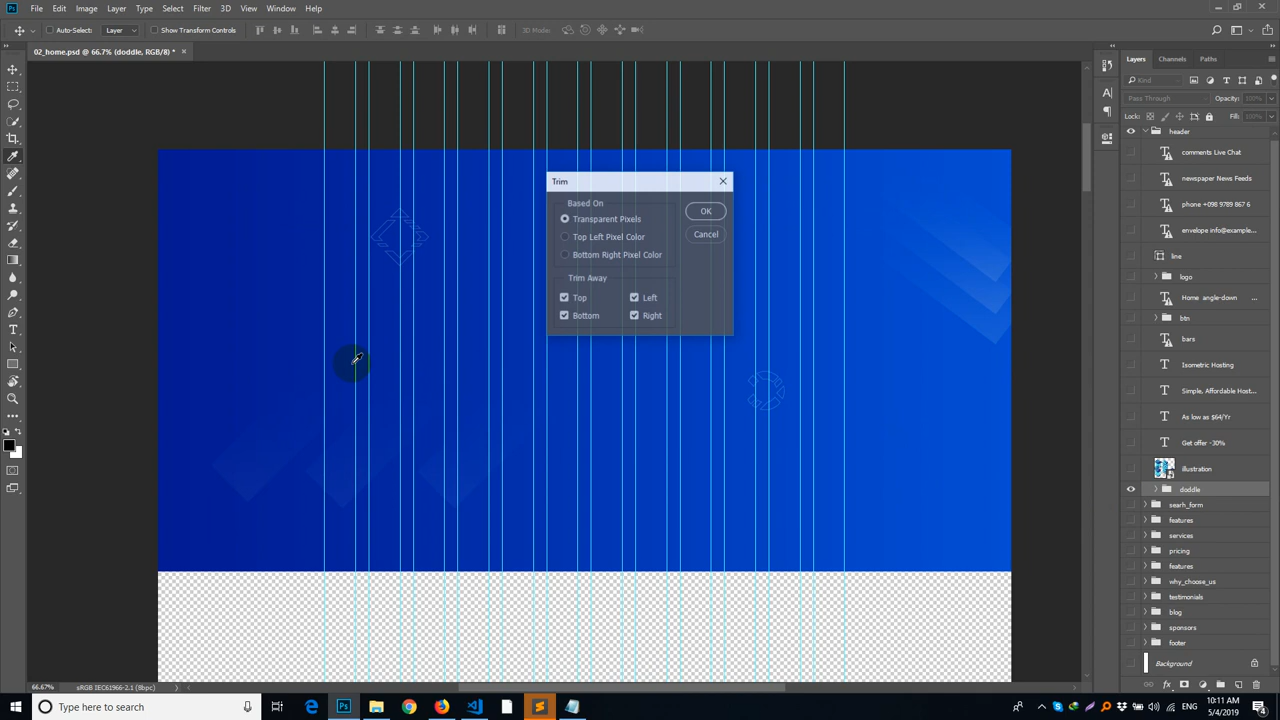 Ps File Edit Image Layer Type Select Filter 3D View Window Help
Auto-Select: Layer Show Transform Controls 3D Mode:
02_home.psd @ 66.7% (doddle, RGB/8) * ×
Layers Channels Paths
Kind
Pass Through Opacity: 100%
Lock: Fill: 100%
header
comments Live Chat
newspaper News Feeds
phone +098 9789 867 6
envelope info@example...
line
logo
Home angle-down ...
btn
bars
Isometric Hosting
Simple, Affordable Host...
As low as $64/Yr
Get offer -30%
illustration
doddle
searh_form
features
services
pricing
features
why_choose_us
testimonials
blog
sponsors
footer
Background
Trim
Based On
Transparent Pixels
Top Left Pixel Color
Bottom Right Pixel Color
OK
Cancel
Trim Away
Top Left
Bottom Right
66.67% sRGB IEC61966-2.1 (8bpc)
Type here to search
ENG
10:11 AM
5/4/2019